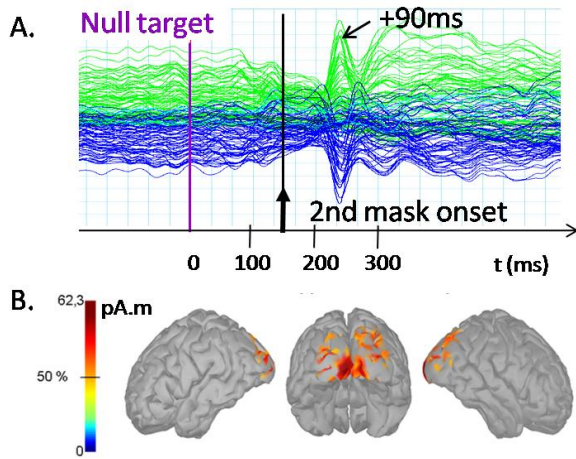 A.
Null target
+90ms
2nd mask onset
0 100 200 300 t (ms)
B.
62,3
pA.m
50 %
0